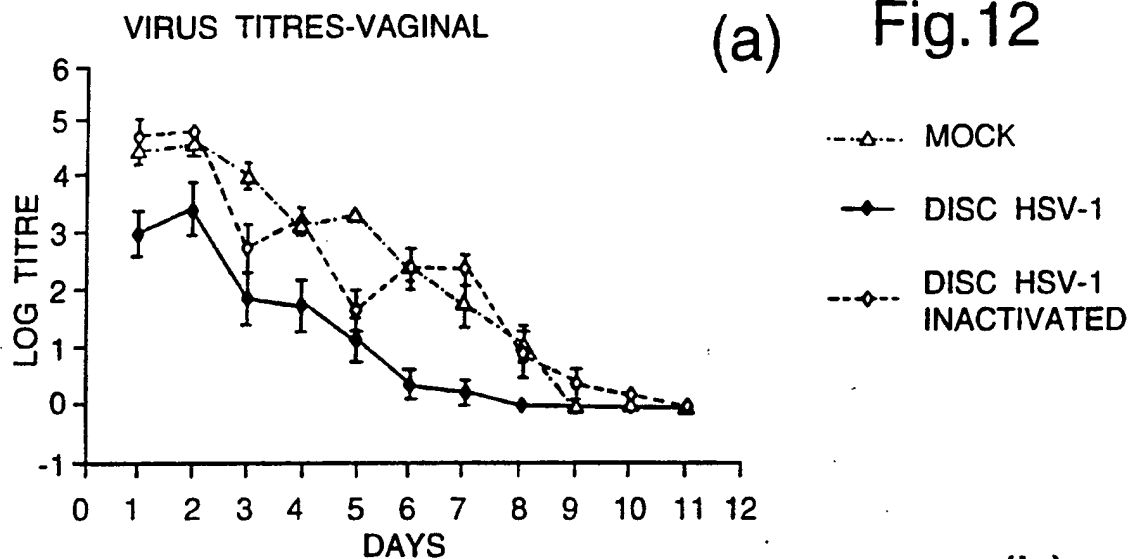 VIRUS TITRES-VAGINAL
(a)
Fig.12
6
5
4
3
2
1
0
-1
LOG TITRE
0 1 2 3 4 5 6 7 8 9 10 11 12
DAYS
MOCK
DISC HSV-1
DISC HSV-1
INACTIVATED